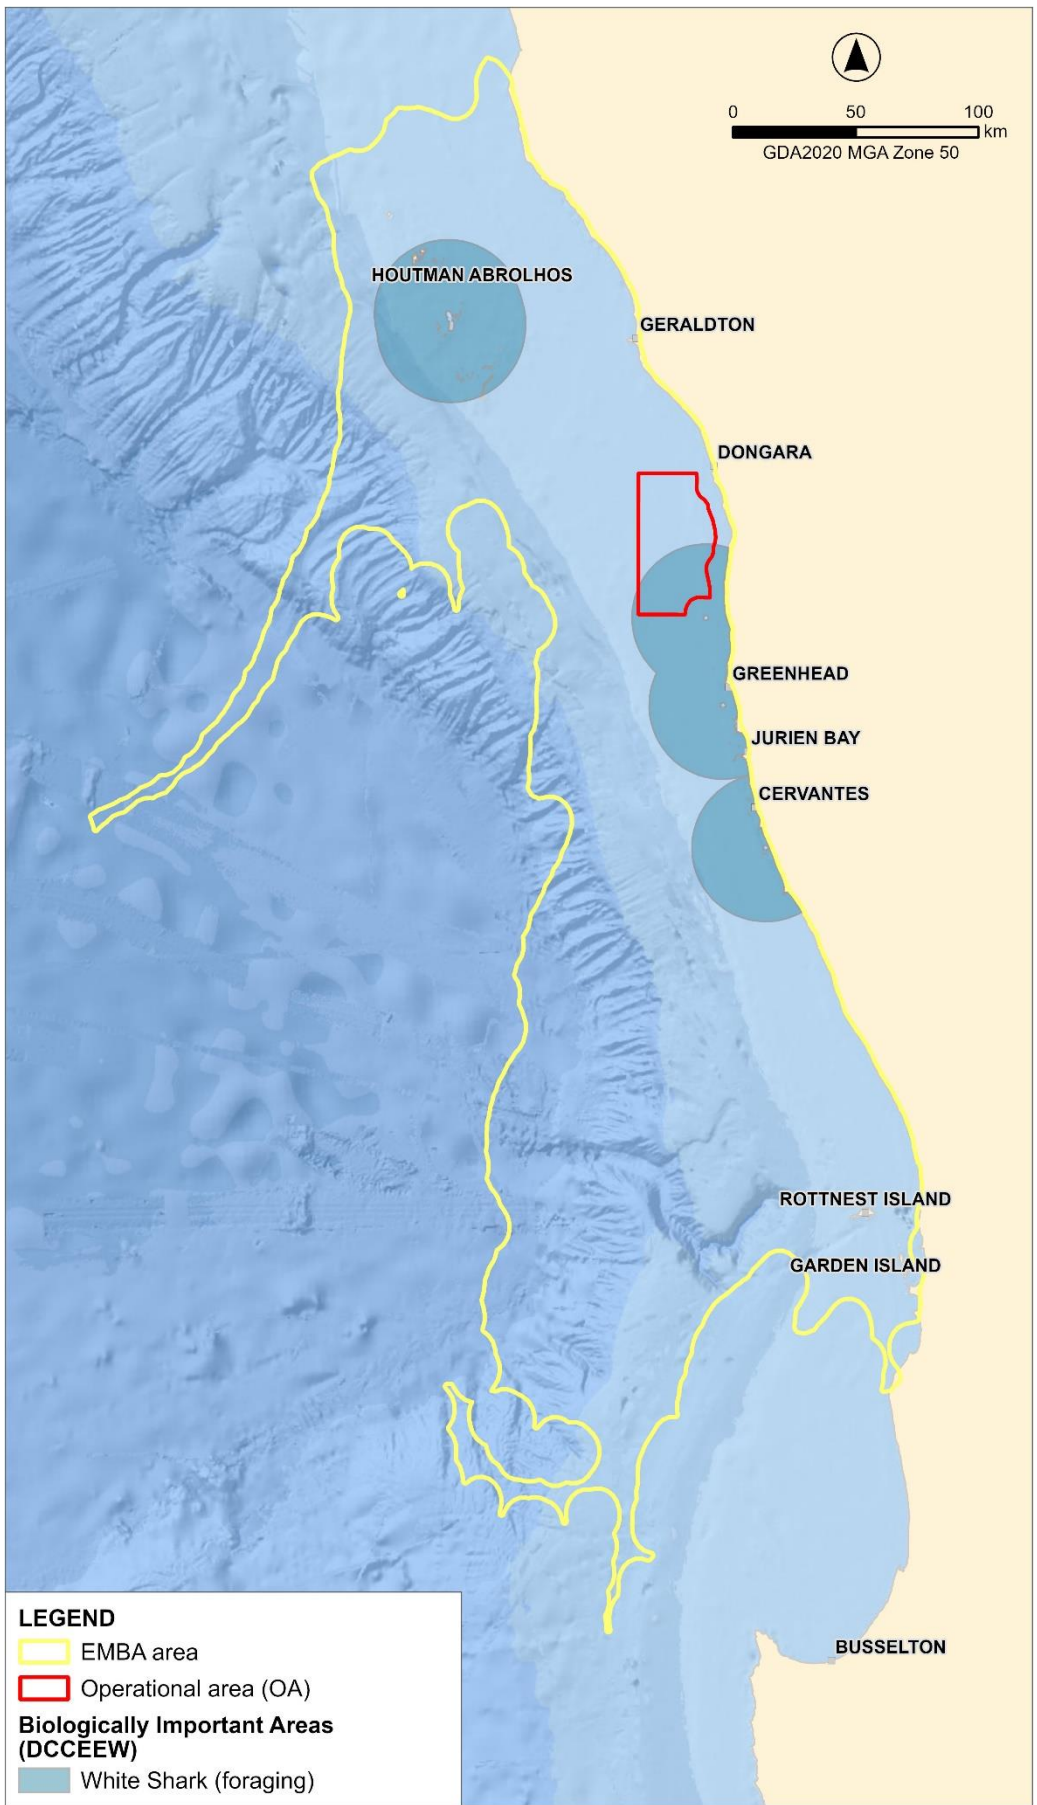 0 50 100
km
GDA2020 MGA Zone 50
HOUTMAN ABROLHOS
GERALDTON
DONGARA
GREENHEAD
JURIEN BAY
CERVANTES
ROTTNEST ISLAND
GARDEN ISLAND
BUSSELTON
LEGEND
EMBA area
Operational area (OA)
Biologically Important Areas
(DCCEEW)
White Shark (foraging)